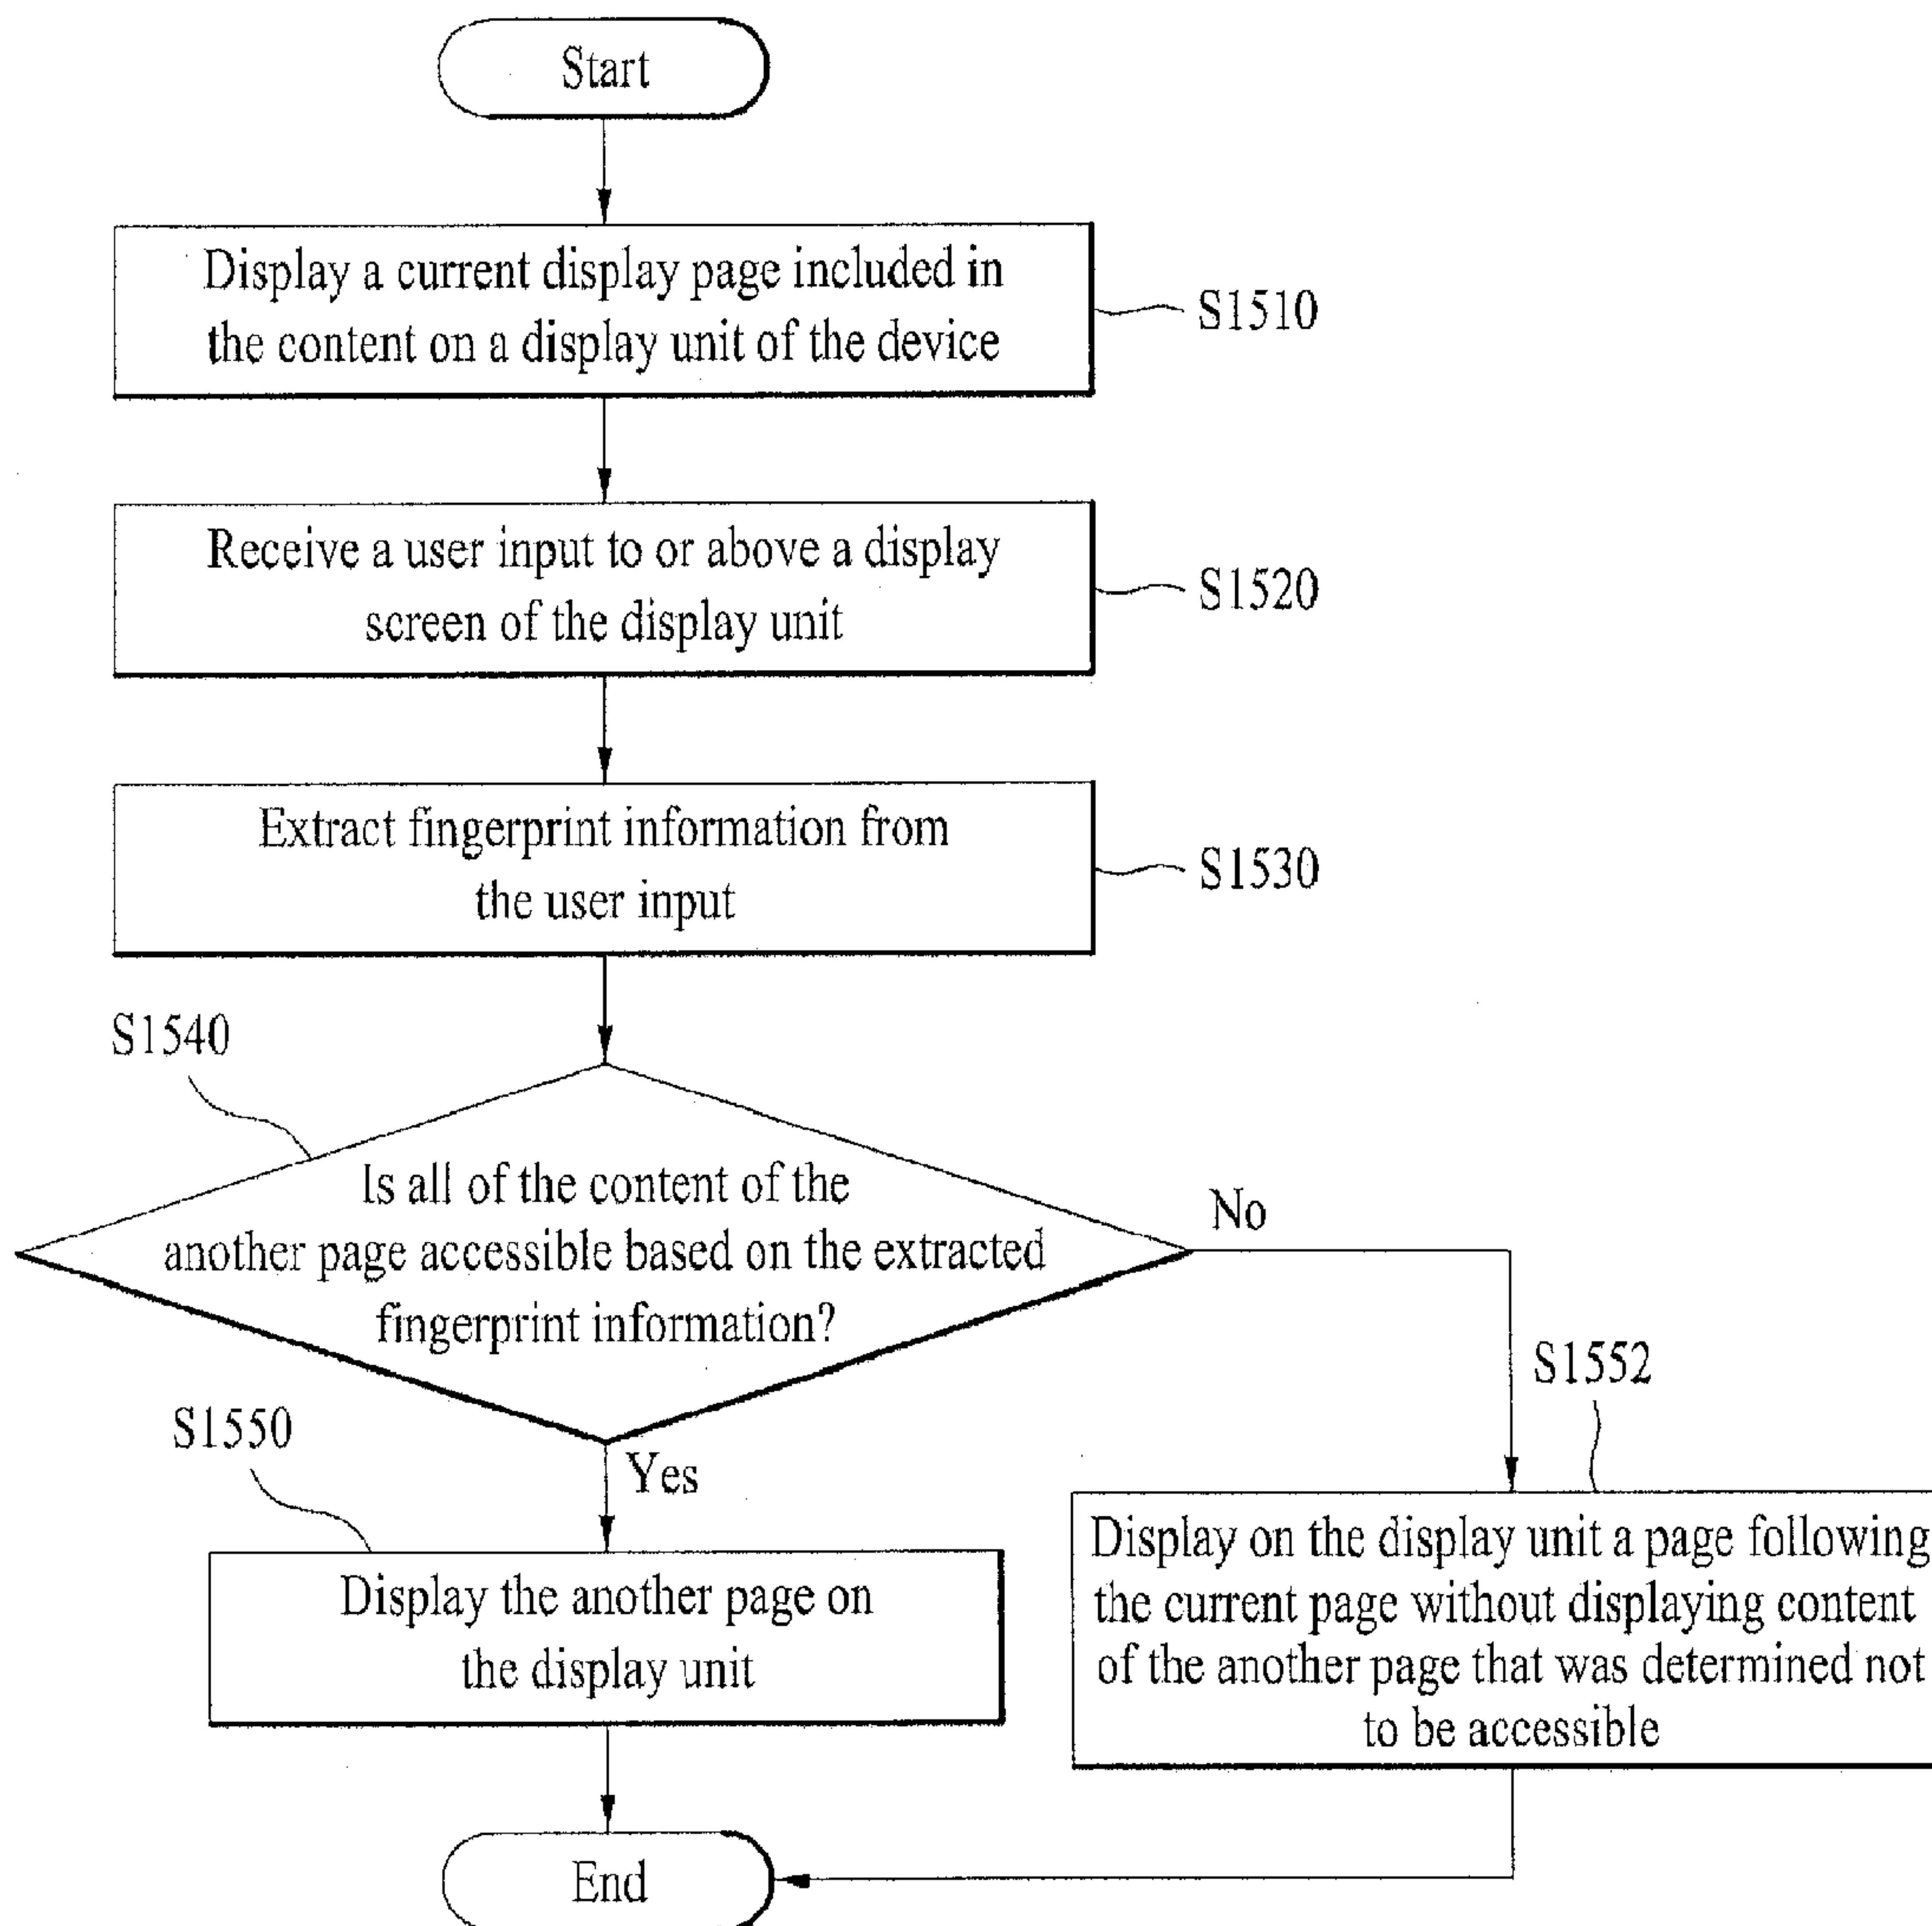 Start
Display a current display page included in
the content on a display unit of the device
S1510
Receive a user input to or above a display
screen of the display unit
S1520
Extract fingerprint information from
the user input
S1530
S1540
Is all of the content of the
another page accessible based on the extracted
fingerprint information?
No
S1552
S1550
Yes
Display the another page on
the display unit
Display on the display unit a page following
the current page without displaying content
of the another page that was determined not
to be accessible
End